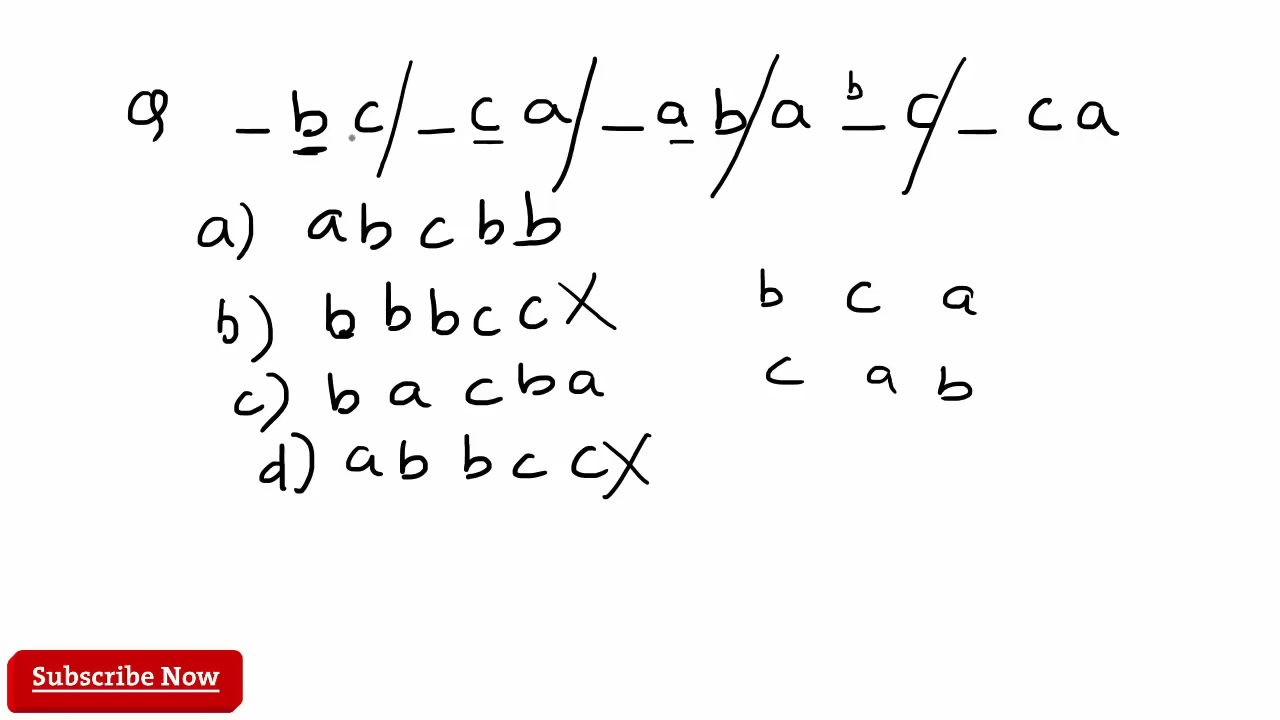 Q _ b c / _ c a / _ a b / a _ c / _ c a
b
a) a b c b b
b) b b b c c X
b c a
c) b a c b a
c a b
d) a b b c c X
Subscribe Now